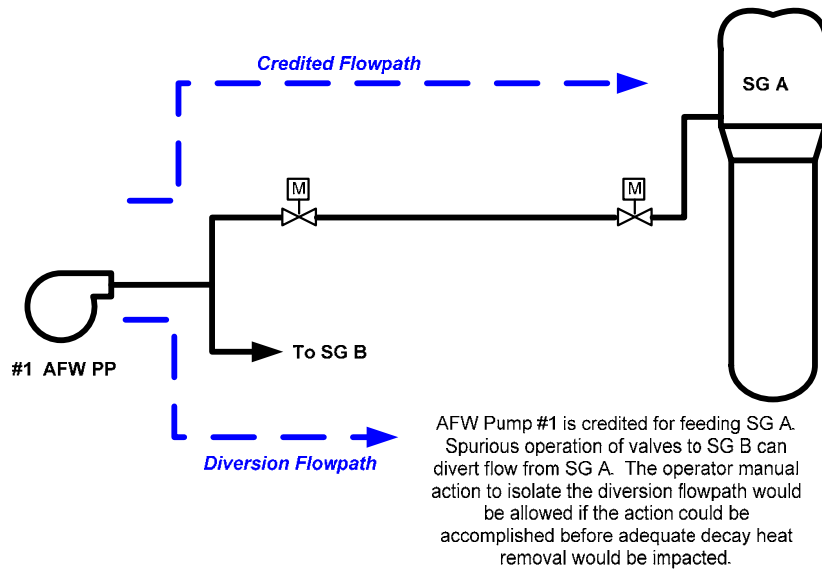 Credited Flowpath
SG A
M
M
To SG B
#1 AFW PP
Diversion Flowpath
AFW Pump #1 is credited for feeding SG A.
Spurious operation of valves to SG B can
divert flow from SG A. The operator manual
action to isolate the diversion flowpath would
be allowed if the action could be
accomplished before adequate decay heat
removal would be impacted.